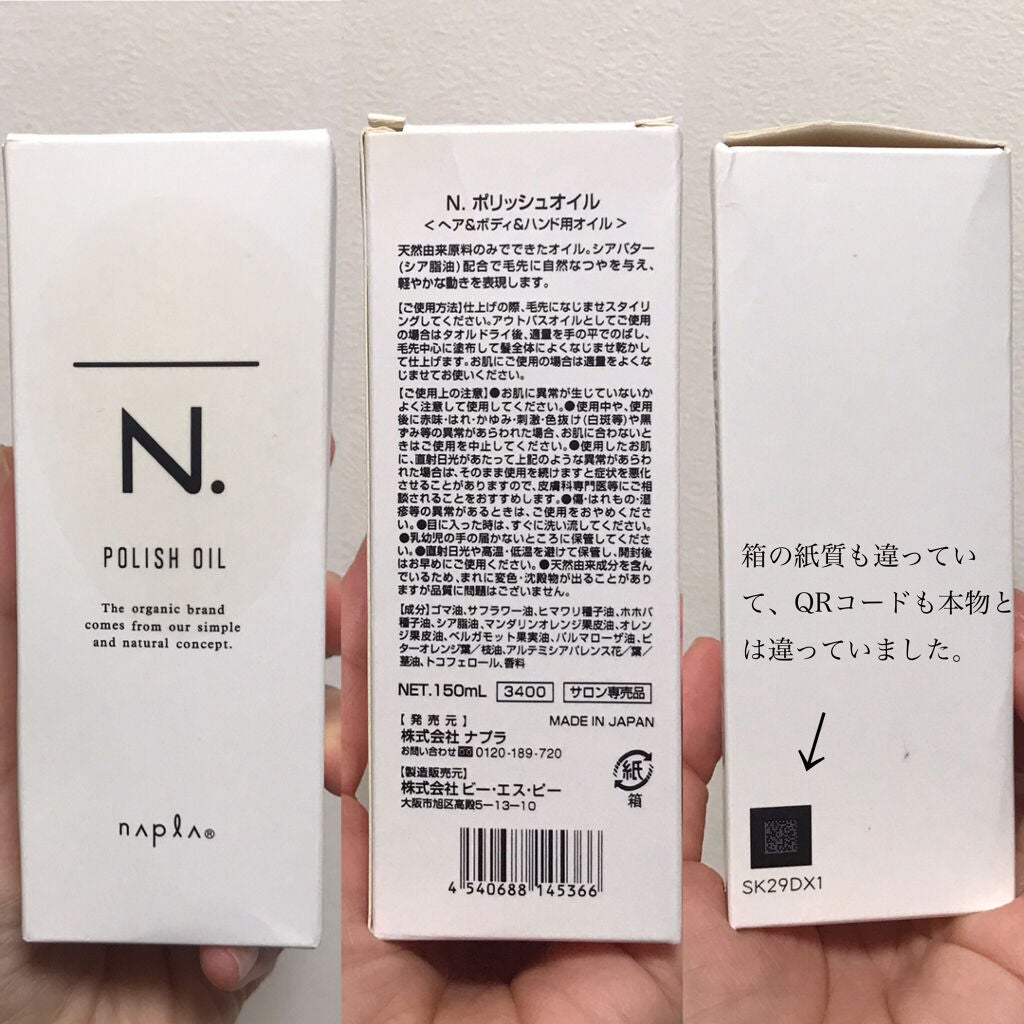 N.
POLISH OIL
The organic brand
comes from our simple
and natural concept.
napla®
N. ポリッシュオイル
<ヘア&ボディ&ハンド用オイル>
天然由来原料のみでできたオイル。シアバター
(シア脂油)配合で毛先に自然なつやを与え、
軽やかな動きを表現します。
【ご使用方法】仕上げの際、毛先になじませスタイリ
ングしてください。アウトバスオイルとしてご使用
の場合はタオルドライ後、適量を手の平でのばし、
毛先中心に塗布して髪全体によくなじませ乾かし
て仕上げます。お肌にご使用の場合は適量をよくな
じませてお使いください。
【ご使用上の注意】●お肌に異常が生じていないか
よく注意して使用してください。●使用中や、使用
後に赤味・はれ・かゆみ・刺激・色抜け(白斑等)や黒
ずみ等の異常があらわれた場合、お肌に合わないと
きはご使用を中止してください。●使用したお肌
に、直射日光があたって上記のような異常があらわ
れた場合は、そのまま使用を続けますと症状を悪化
させることがありますので、皮膚科専門医等にご相
談されることをおすすめします。●傷・はれもの・湿
疹等の異常があるときは、ご使用をおやめくださ
い。●目に入った時は、すぐに洗い流してください。
●乳幼児の手の届かないところに保管してください。
●直射日光や高温・低温を避けて保管し、開封後
はお早めにご使用ください。●天然由来成分を含ん
でいるため、まれに変色・沈殿物が出ることがあり
ますが品質に問題はございません。
【成分】ゴマ油、サフラワー油、ヒマワリ種子油、ホホバ
種子油、シア脂油、マンダリンオレンジ果皮油、オレ
ンジ果皮油、ベルガモット果実油、パルマローザ油、ビ
ターオレンジ葉/枝油、アルテミシアパレンス花/葉/
茎油、トコフェロール、香料
NET.150mL 3400 サロン専売品
【発売元】 MADE IN JAPAN
株式会社 ナプラ
お問い合わせ 0120-189-720
【製造販売元】
株式会社 ビー・エス・ピー
大阪市旭区高殿5-13-10
紙
箱
4 540688 145366
箱の紙質も違ってい
て、QRコードも本物と
は違っていました。
SK29DX1